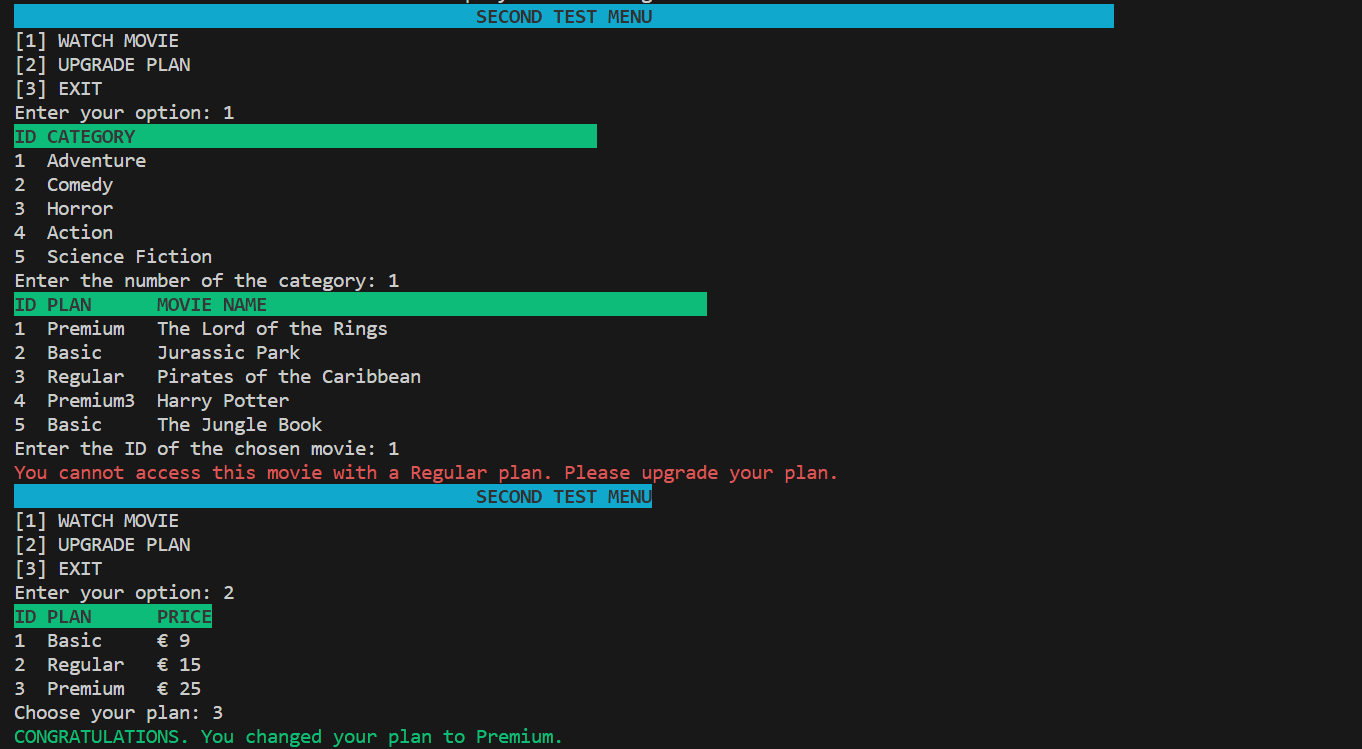 SECOND TEST MENU
[1] WATCH MOVIE
[2] UPGRADE PLAN
[3] EXIT
Enter your option: 1
ID CATEGORY
1  Adventure
2  Comedy
3  Horror
4  Action
5  Science Fiction
Enter the number of the category: 1
ID PLAN      MOVIE NAME
1  Premium   The Lord of the Rings
2  Basic     Jurassic Park
3  Regular   Pirates of the Caribbean
4  Premium3  Harry Potter
5  Basic     The Jungle Book
Enter the ID of the chosen movie: 1
You cannot access this movie with a Regular plan. Please upgrade your plan.
SECOND TEST MENU
[1] WATCH MOVIE
[2] UPGRADE PLAN
[3] EXIT
Enter your option: 2
ID PLAN      PRICE
1  Basic     € 9
2  Regular   € 15
3  Premium   € 25
Choose your plan: 3
CONGRATULATIONS. You changed your plan to Premium.